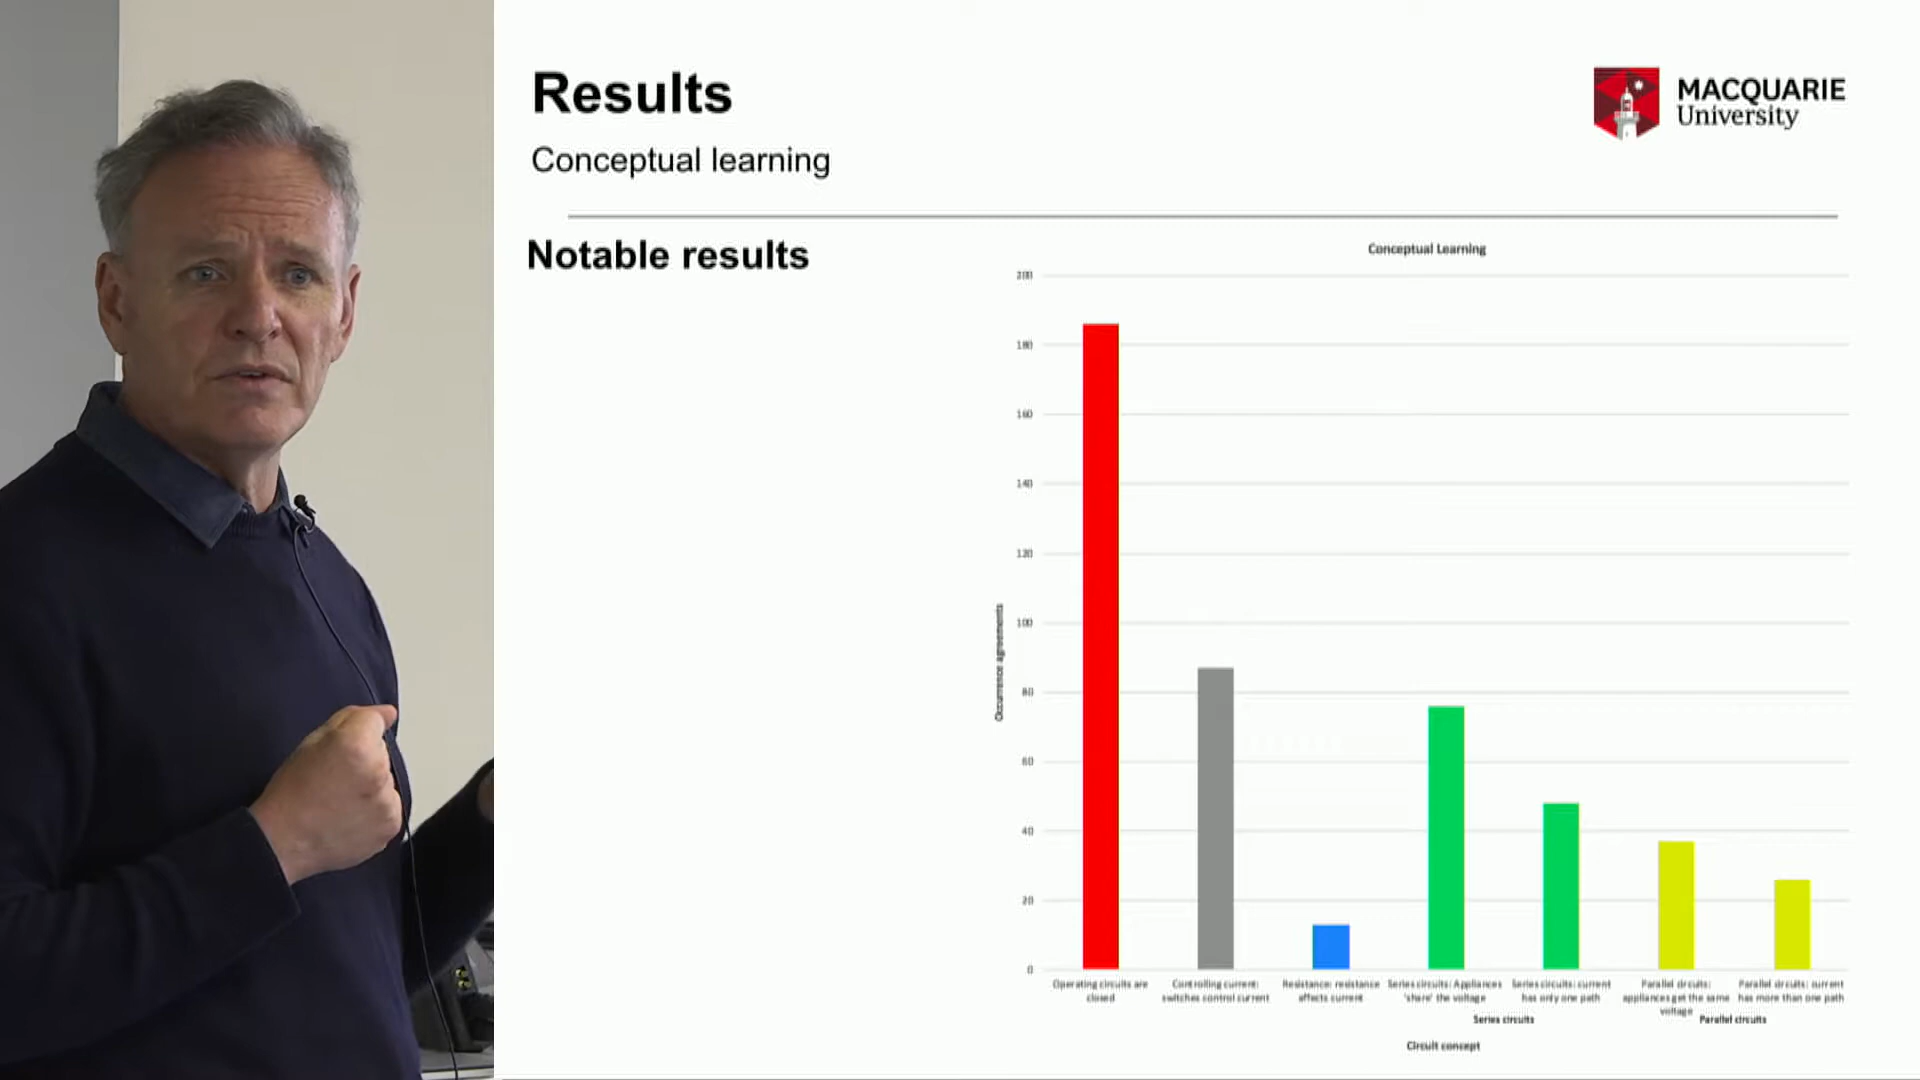 Results
Conceptual learning
MACQUARIE
University
Notable results
Conceptual Learning
200
180
160
140
120
100
80
60
40
20
0
Occurrence agreements
Operating circuits are
closed
Controlling current:
switches control current
Resistance: resistance
affects current
Series circuits: Appliances
'share' the voltage
Series circuits: current
has only one path
Parallel circuits:
appliances get the same
voltage
Parallel circuits: current
has more than one path
Series circuits
Parallel circuits
Circuit concept